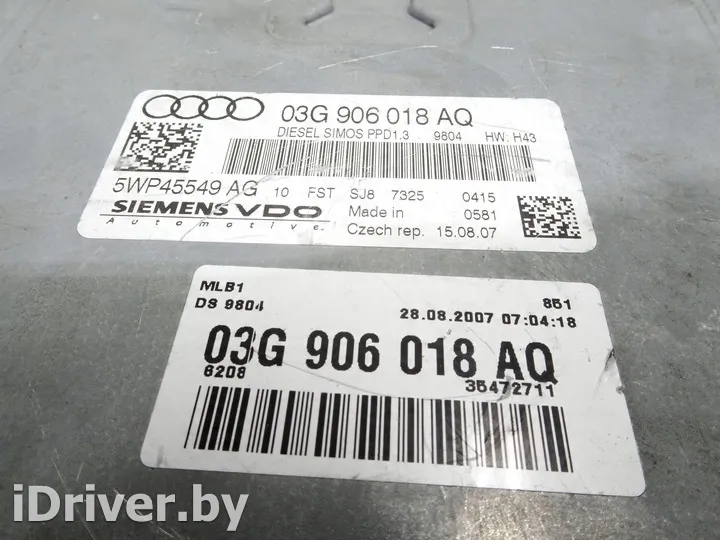 03G 906 018 AQ
DIESEL SIMOS PPD1.3 9804 HW: H43
5WP45549 AG 10 FST SJ8 7325 0415
SIEMENS VDO Made in 0581
Automotive Czech rep. 15.08.07
MLB1 851
DS 9804 28.08.2007 07:04:18
03G 906 018 AQ
6208 35472711
iDriver.by